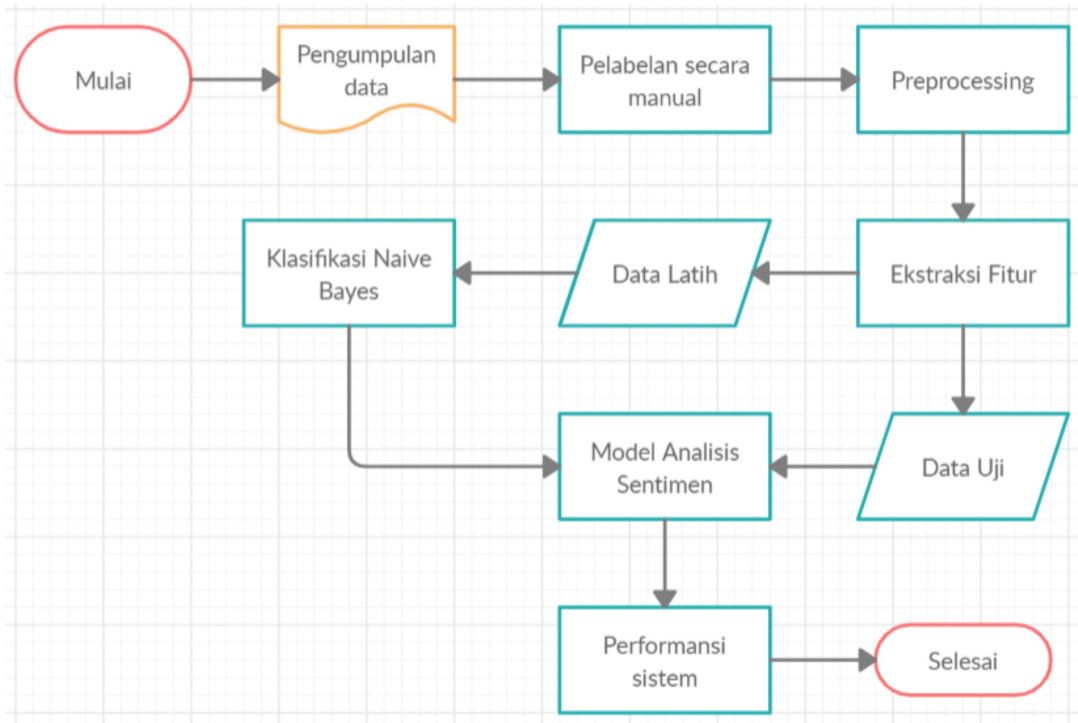 Mulai
Pengumpulan
data
Pelabelan secara
manual
Preprocessing
Klasifikasi Naive
Bayes
Data Latih
Ekstraksi Fitur
Model Analisis
Sentimen
Data Uji
Performansi
sistem
Selesai